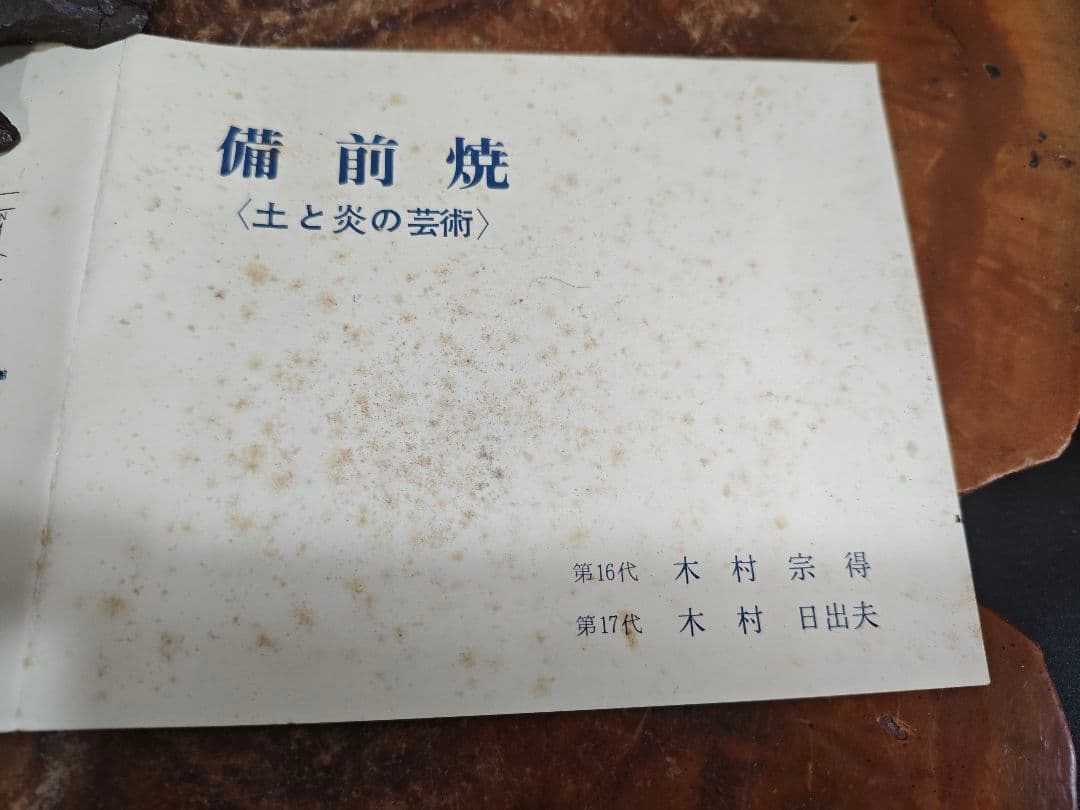 備前焼
〈土と炎の芸術〉
第16代 木村宗得
第17代 木村日出夫